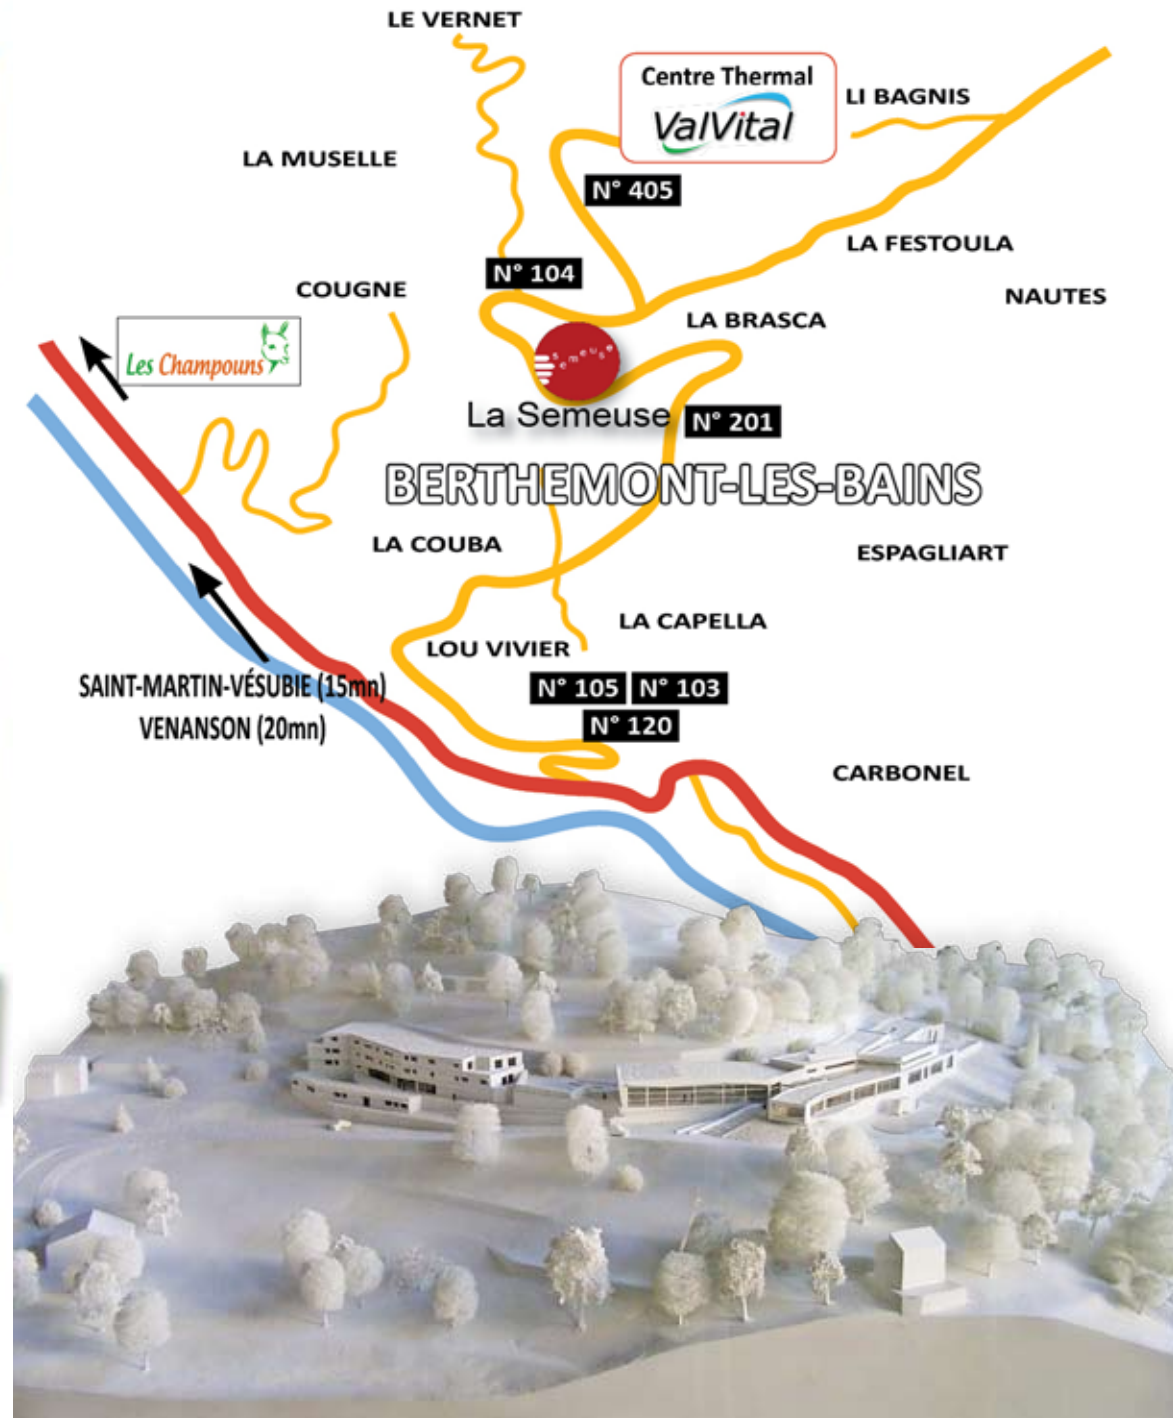 LE VERNET
Centre Thermal
ValVital
LI BAGNIS
LA MUSELLE
N° 405
LA FESTOULA
N° 104
COUGNE
NAUTES
LA BRASCA
Les Champouns
semeuse
La Semeuse
N° 201
BERTHEMONT-LES-BAINS
LA COUBA
ESPAGLIART
LA CAPELLA
LOU VIVIER
SAINT-MARTIN-VÉSUBIE (15mn)
VENANSON (20mn)
N° 105
N° 103
N° 120
CARBONEL